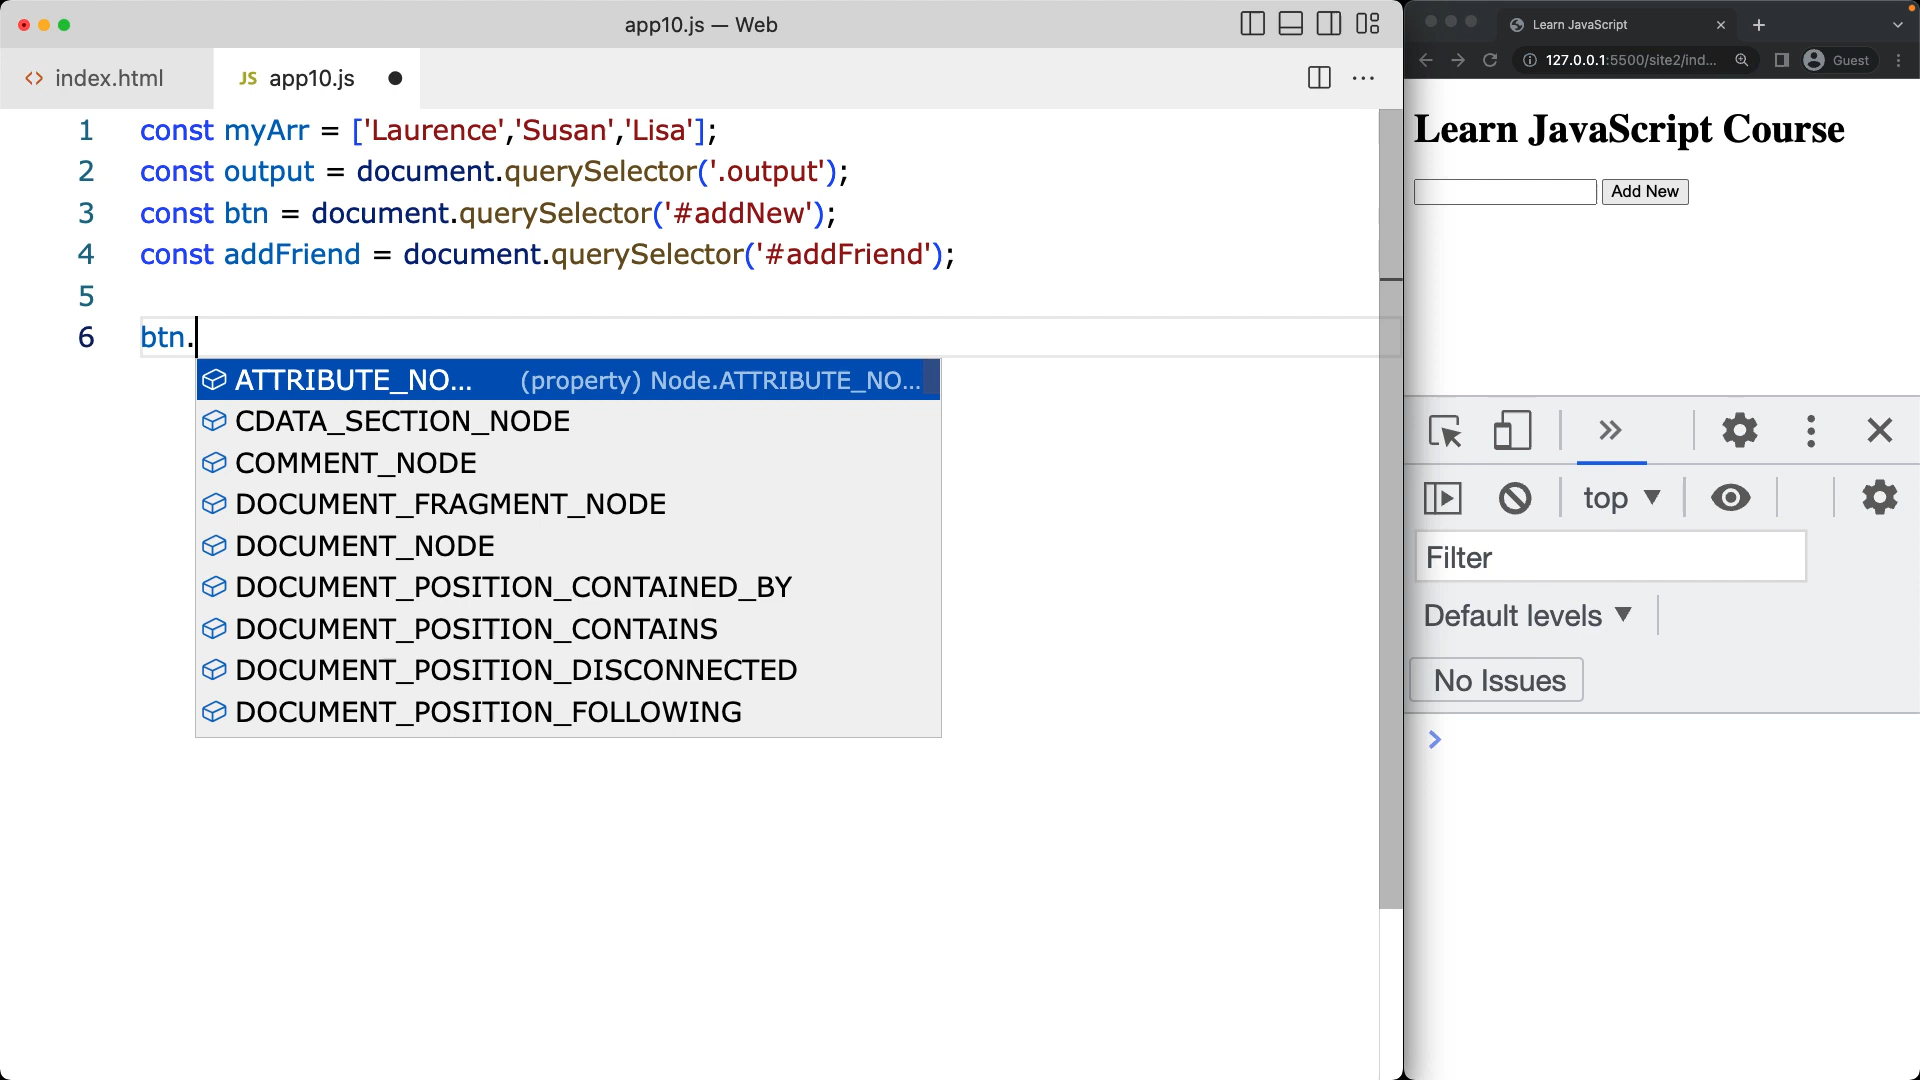 app10.js — Web
index.html
JS app10.js
1 const myArr = ['Laurence','Susan','Lisa'];
2 const output = document.querySelector('.output');
3 const btn = document.querySelector('#addNew');
4 const addFriend = document.querySelector('#addFriend');
5
6 btn.
ATTRIBUTE_NO... (property) Node.ATTRIBUTE_NO...
CDATA_SECTION_NODE
COMMENT_NODE
DOCUMENT_FRAGMENT_NODE
DOCUMENT_NODE
DOCUMENT_POSITION_CONTAINED_BY
DOCUMENT_POSITION_CONTAINS
DOCUMENT_POSITION_DISCONNECTED
DOCUMENT_POSITION_FOLLOWING
Learn JavaScript
127.0.0.1:5500/site2/ind... Guest
Learn JavaScript Course
Add New
top
Filter
Default levels
No Issues